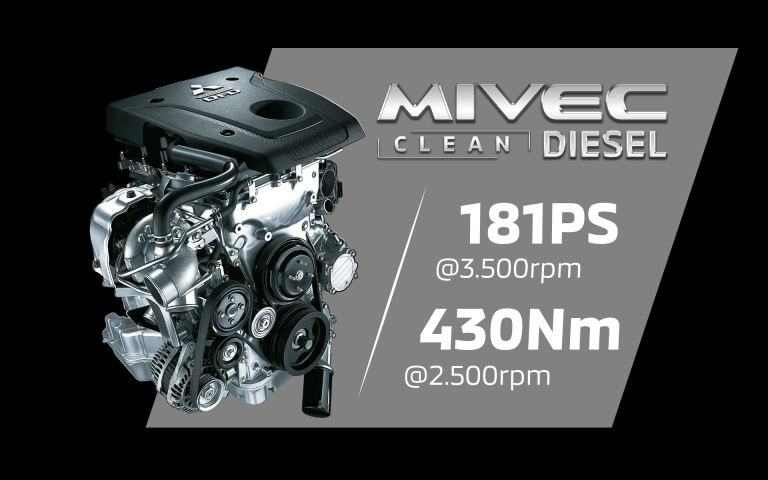 MIVEC
CLEAN DIESEL
181PS
@3.500rpm
430Nm
@2.500rpm